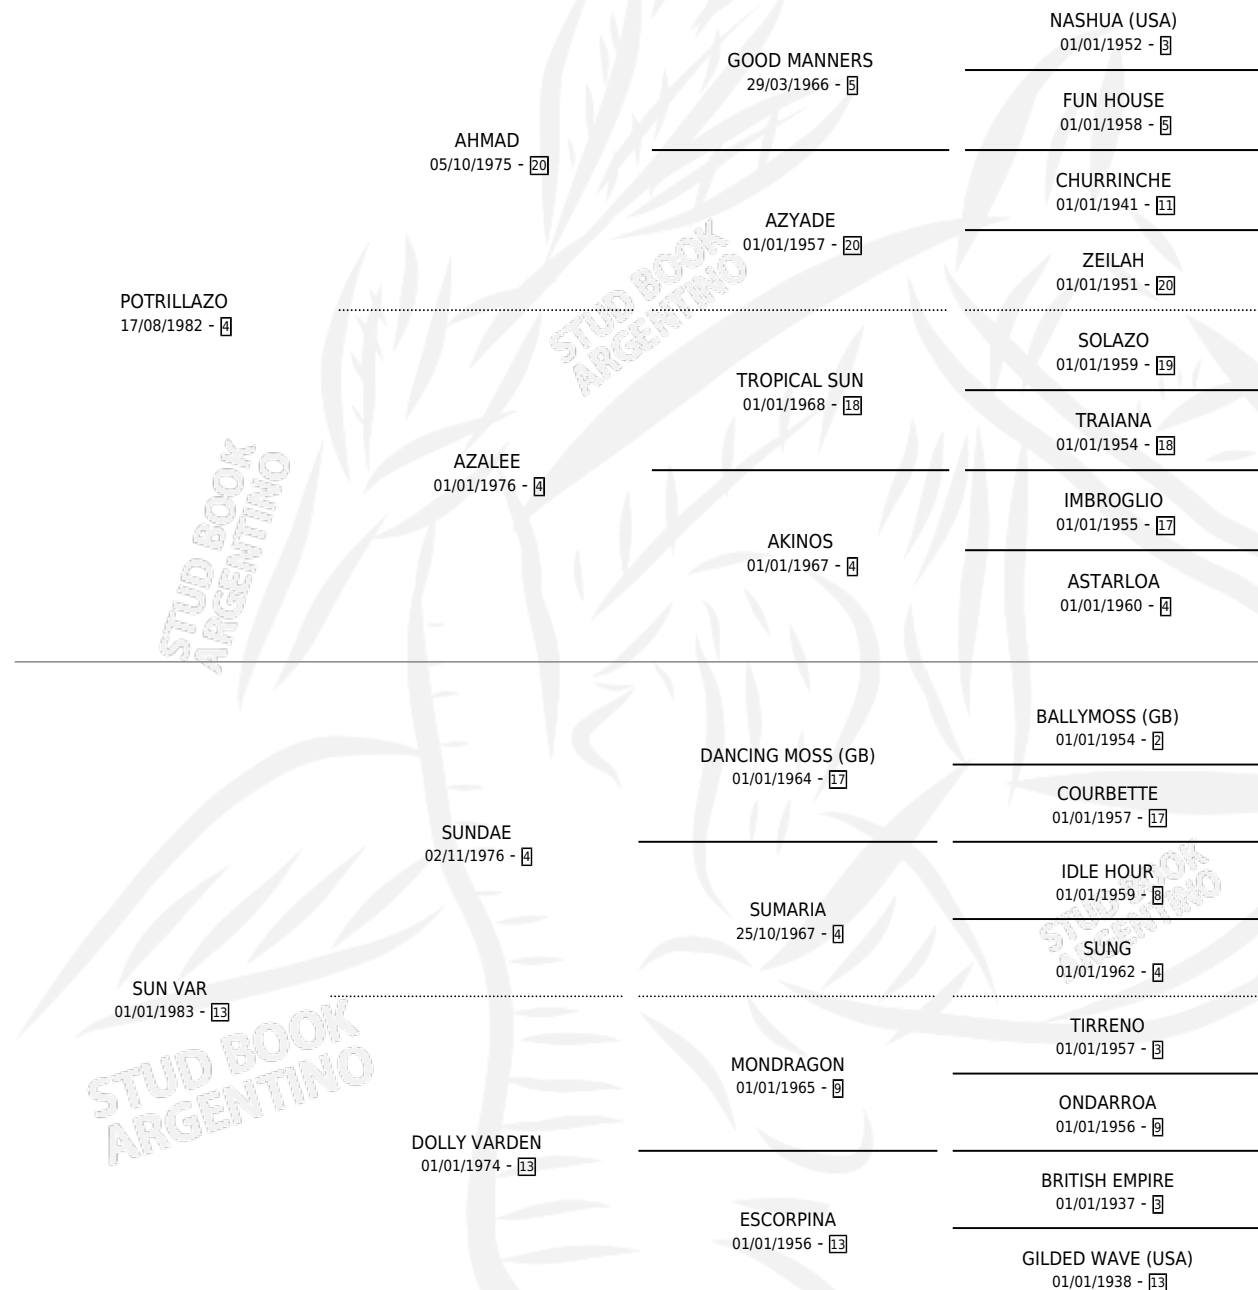 NASHUA (USA)
01/01/1952 - 3
GOOD MANNERS
29/03/1966 - 5
FUN HOUSE
01/01/1958 - 5
AHMAD
05/10/1975 - 20
CHURRINCHE
01/01/1941 - 11
AZYADE
01/01/1957 - 20
ZEILAH
01/01/1951 - 20
POTRILLAZO
17/08/1982 - 4
STUD BOOK
ARGENTINO
SOLAZO
01/01/1959 - 19
TROPICAL SUN
01/01/1968 - 18
TRAIANA
01/01/1954 - 18
AZALEE
01/01/1976 - 4
IMBROGLIO
01/01/1955 - 17
AKINOS
01/01/1967 - 4
ASTARLOA
01/01/1960 - 4
STUD BOOK
ARGENTINO
BALLYMOSS (GB)
01/01/1954 - 2
DANCING MOSS (GB)
01/01/1964 - 17
COURBETTE
01/01/1957 - 17
SUNDAE
02/11/1976 - 4
IDLE HOUR
01/01/1959 - 8
SUMARIA
25/10/1967 - 4
STUD BOOK
ARGENTINO
SUNG
01/01/1962 - 4
SUN VAR
01/01/1983 - 13
TIRRENO
01/01/1957 - 3
MONDRAGON
01/01/1965 - 9
STUD BOOK
ARGENTINO
ONDARROA
01/01/1956 - 9
DOLLY VARDEN
01/01/1974 - 13
BRITISH EMPIRE
01/01/1937 - 3
ESCORPINA
01/01/1956 - 13
GILDED WAVE (USA)
01/01/1938 - 13